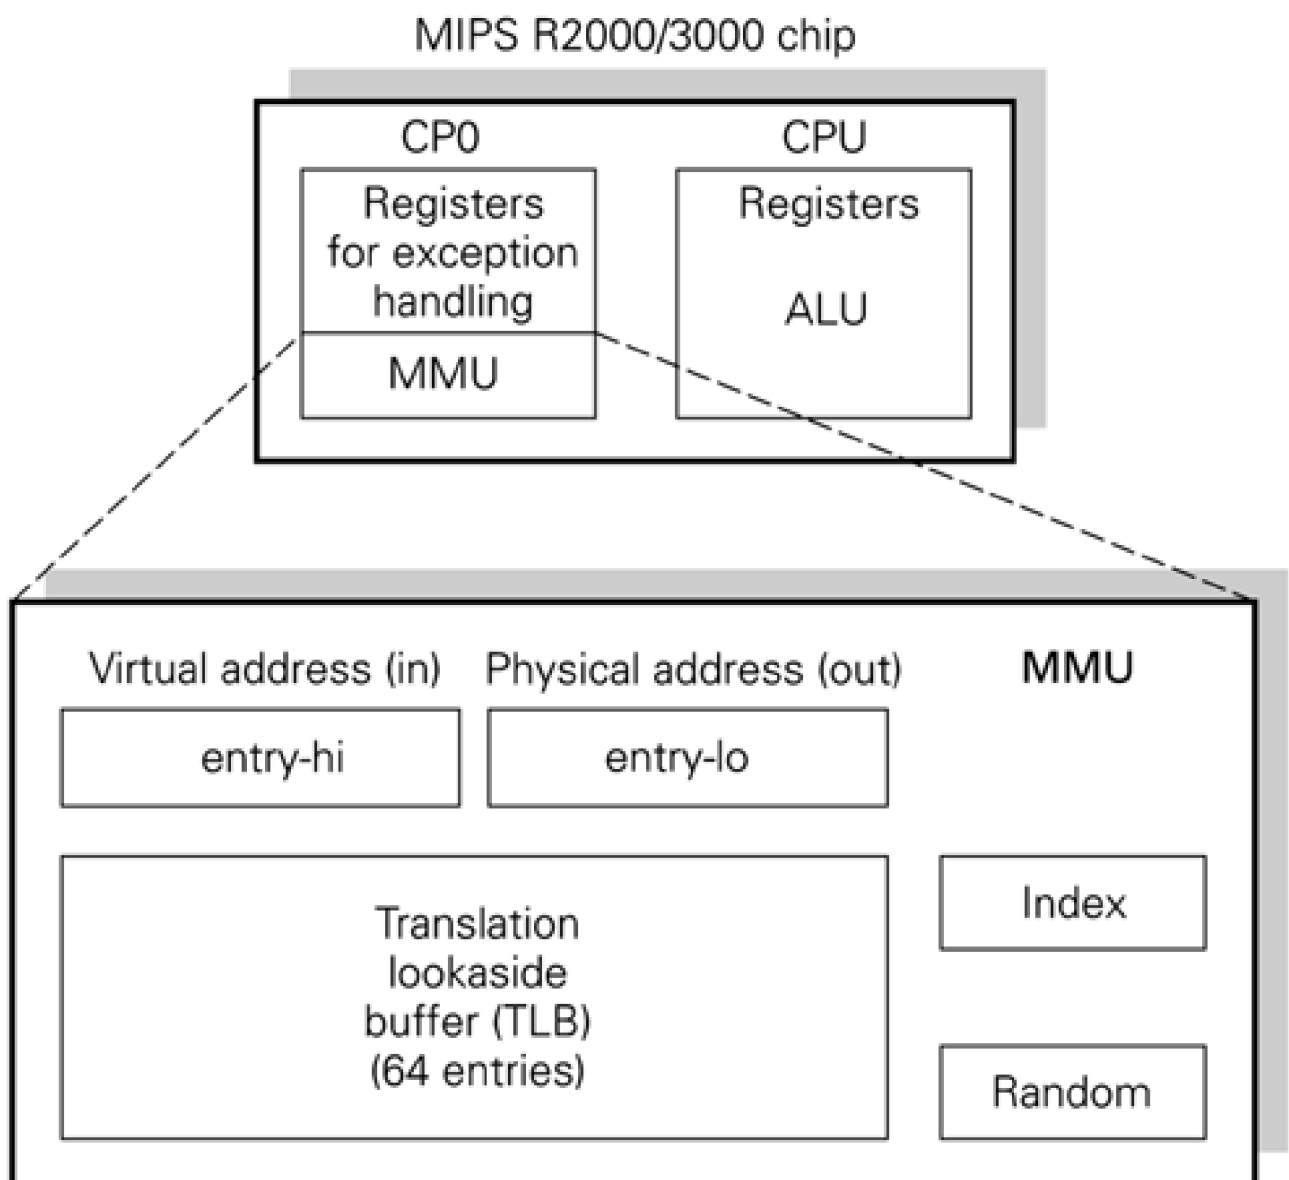 MIPS R2000/3000 chip
CP0
CPU
Registers
for exception
handling
MMU
Registers
ALU
Virtual address (in)
Physical address (out)
MMU
entry-hi
entry-lo
Translation
lookaside
buffer (TLB)
(64 entries)
Index
Random